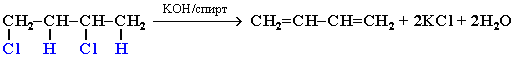 KOH/спирт
CH₂–CH–CH–CH₂ ⟶ CH₂=CH–CH=CH₂ + 2KCl + 2H₂O
Cl H Cl H